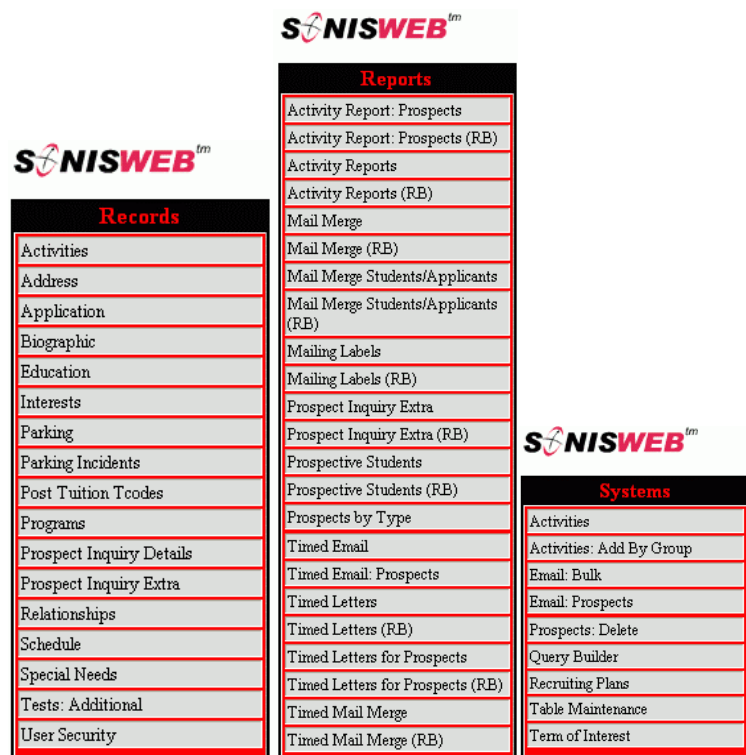 SONISWEB tm
Records
Activities
Address
Application
Biographic
Education
Interests
Parking
Parking Incidents
Post Tuition Tcodes
Programs
Prospect Inquiry Details
Prospect Inquiry Extra
Relationships
Schedule
Special Needs
Tests: Additional
User Security
SONISWEB tm
Reports
Activity Report: Prospects
Activity Report: Prospects (RB)
Activity Reports
Activity Reports (RB)
Mail Merge
Mail Merge (RB)
Mail Merge Students/Applicants
Mail Merge Students/Applicants
(RB)
Mailing Labels
Mailing Labels (RB)
Prospect Inquiry Extra
Prospect Inquiry Extra (RB)
Prospective Students
Prospective Students (RB)
Prospects by Type
Timed Email
Timed Email: Prospects
Timed Letters
Timed Letters (RB)
Timed Letters for Prospects
Timed Letters for Prospects (RB)
Timed Mail Merge
Timed Mail Merge (RB)
SONISWEB tm
Systems
Activities
Activities: Add By Group
Email: Bulk
Email: Prospects
Prospects: Delete
Query Builder
Recruiting Plans
Table Maintenance
Term of Interest